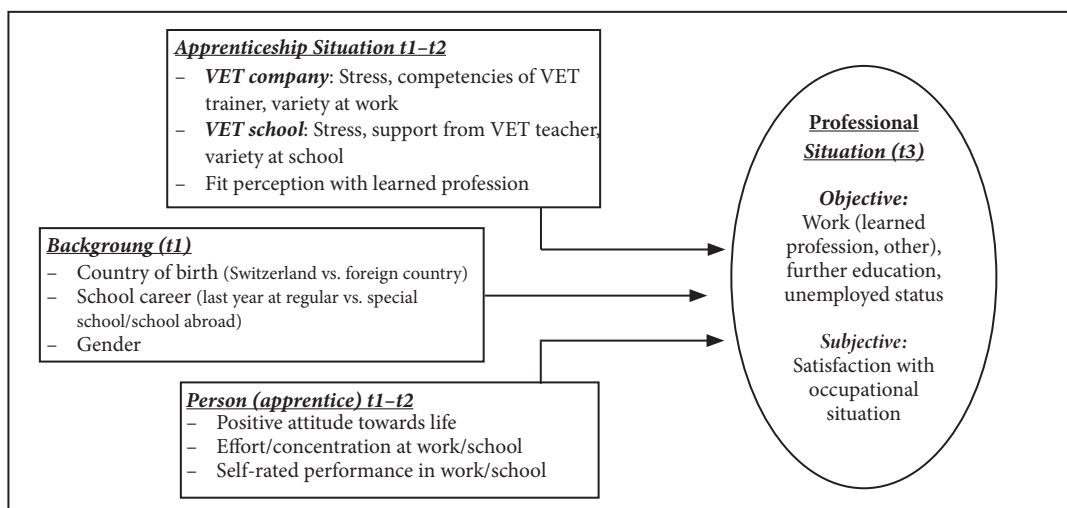 Apprenticeship Situation t1–t2
– VET company: Stress, competencies of VET
trainer, variety at work
– VET school: Stress, support from VET teacher,
variety at school
– Fit perception with learned profession
Backgroung (t1)
– Country of birth (Switzerland vs. foreign country)
– School career (last year at regular vs. special
school/school abroad)
– Gender
Person (apprentice) t1–t2
– Positive attitude towards life
– Effort/concentration at work/school
– Self-rated performance in work/school
Professional
Situation (t3)
Objective:
Work (learned
profession, other),
further education,
unemployed status
Subjective:
Satisfaction with
occupational
situation